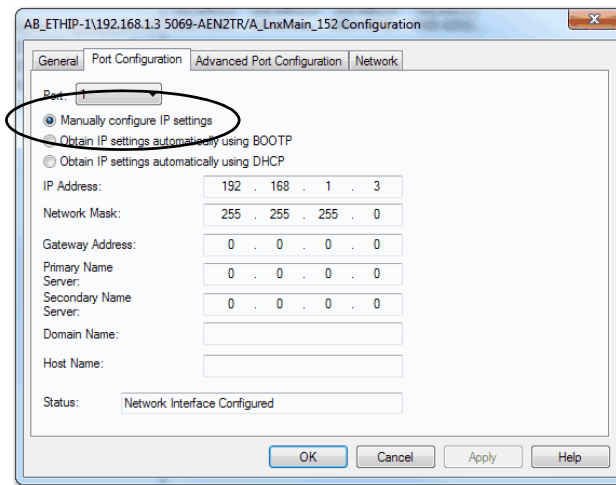 AB_ETHIP-1\192.168.1.3 5069-AEN2TR/A_LnxMain_152 Configuration
General Port Configuration Advanced Port Configuration Network
Port: 1
Manually configure IP settings
Obtain IP settings automatically using BOOTP
Obtain IP settings automatically using DHCP
IP Address: 192 . 168 . 1 . 3
Network Mask: 255 . 255 . 255 . 0
Gateway Address: 0 . 0 . 0 . 0
Primary Name
Server: 0 . 0 . 0 . 0
Secondary Name
Server: 0 . 0 . 0 . 0
Domain Name:
Host Name:
Status: Network Interface Configured
OK Cancel Apply Help